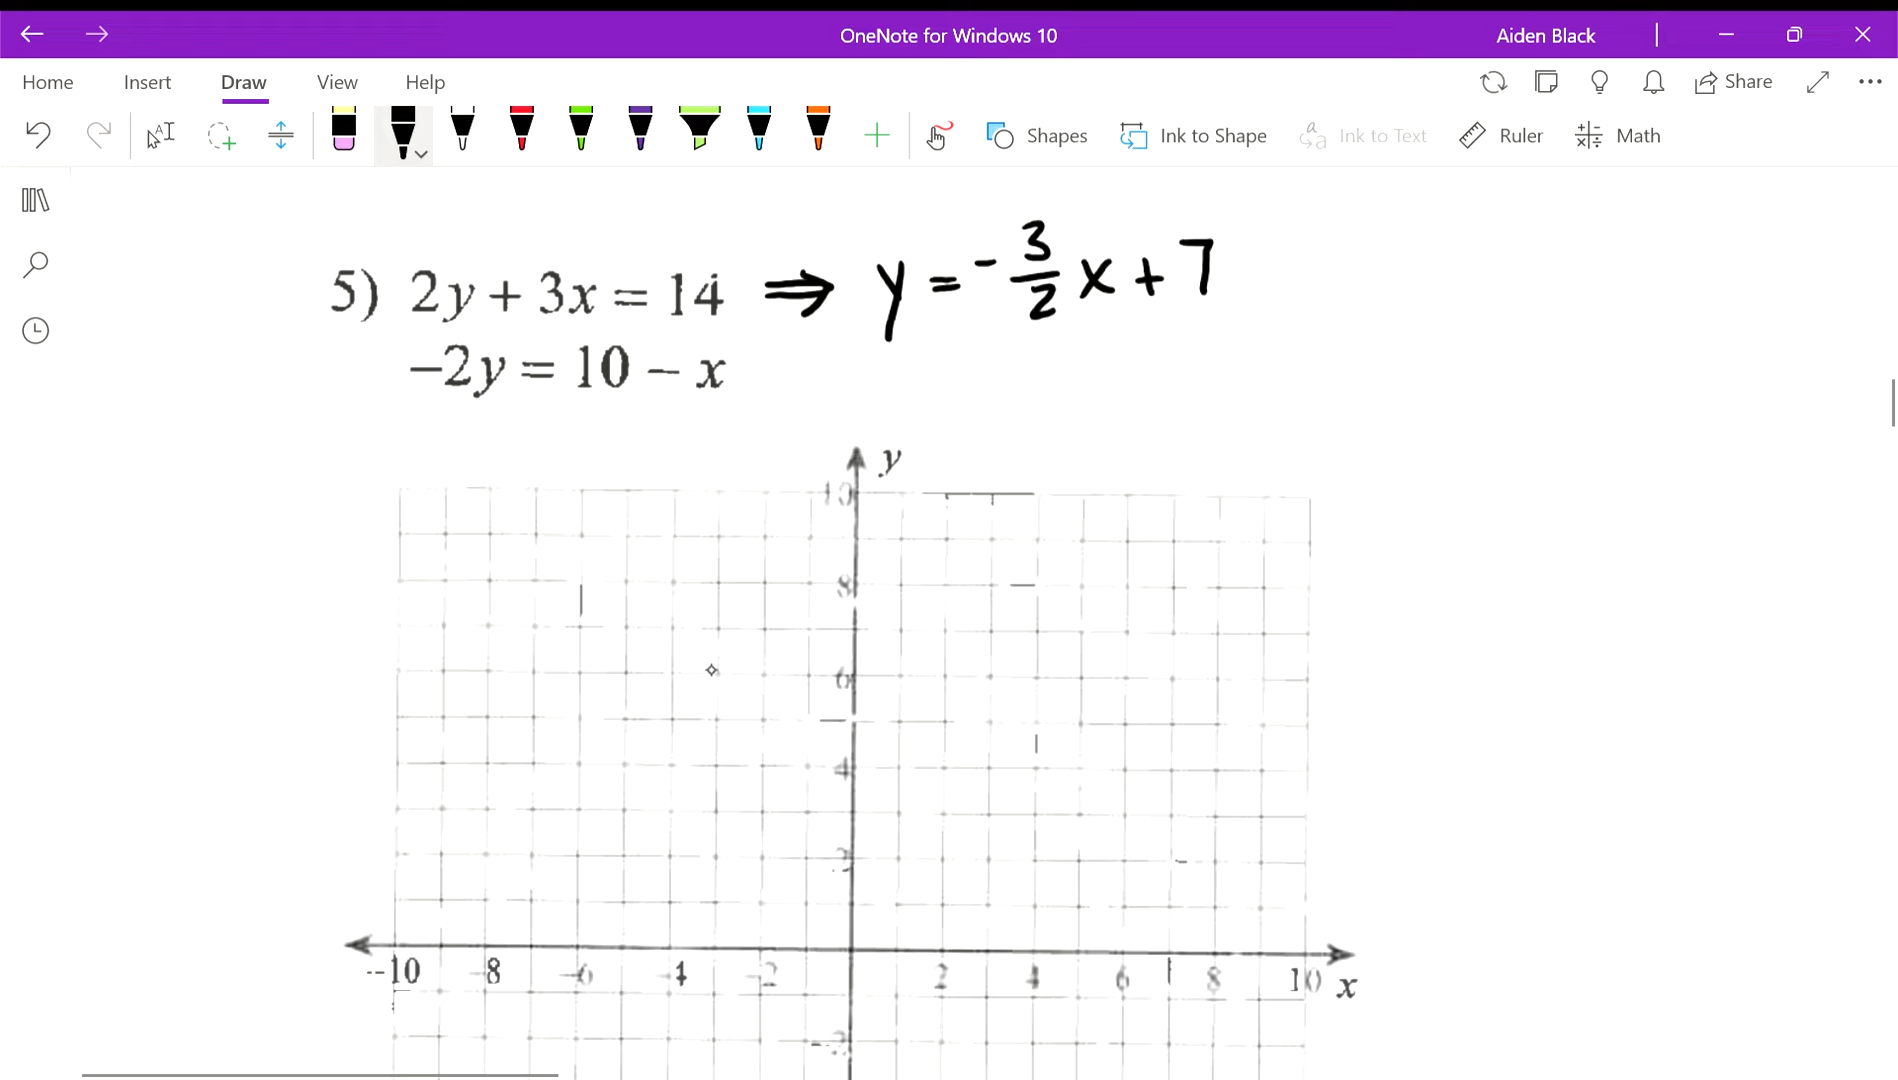 OneNote for Windows 10
Aiden Black
Home Insert Draw View Help
Share
Shapes Ink to Shape Ink to Text Ruler Math
5) 2y + 3x = 14 ⇒ y = -3/2 x + 7
-2y = 10 - x
y
10
8
6
4
2
-10 -8 -6 -4 -2 2 4 6 8 10 x
-2